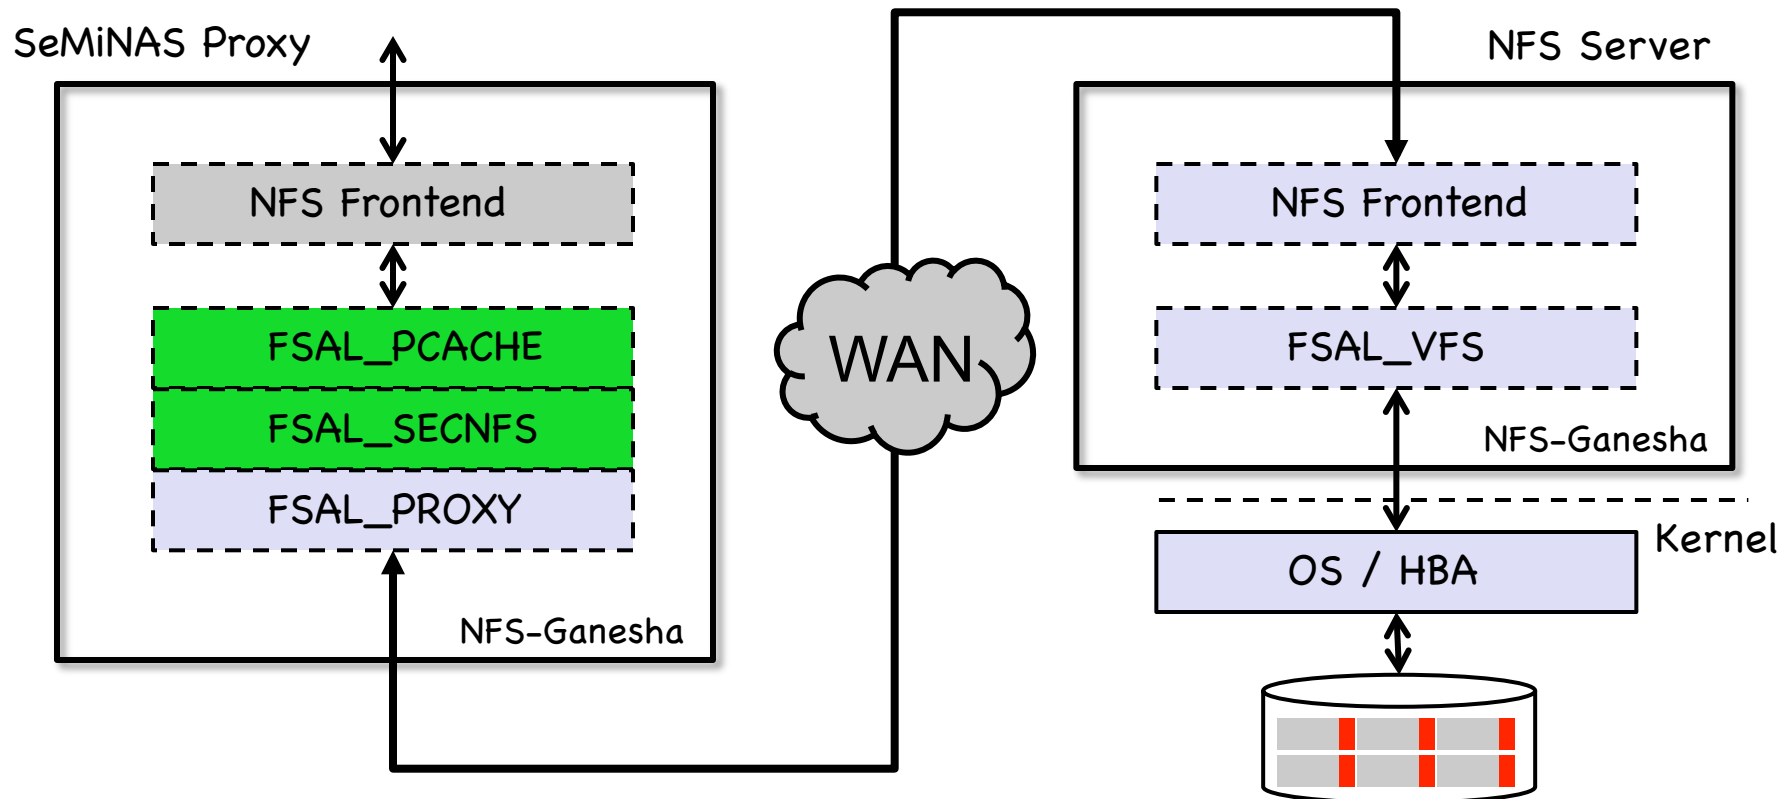 SeMiNAS Proxy
NFS Frontend
FSAL_PCACHE
FSAL_SECNFS
FSAL_PROXY
NFS-Ganesha
WAN
NFS Server
NFS Frontend
FSAL_VFS
NFS-Ganesha
Kernel
OS / HBA